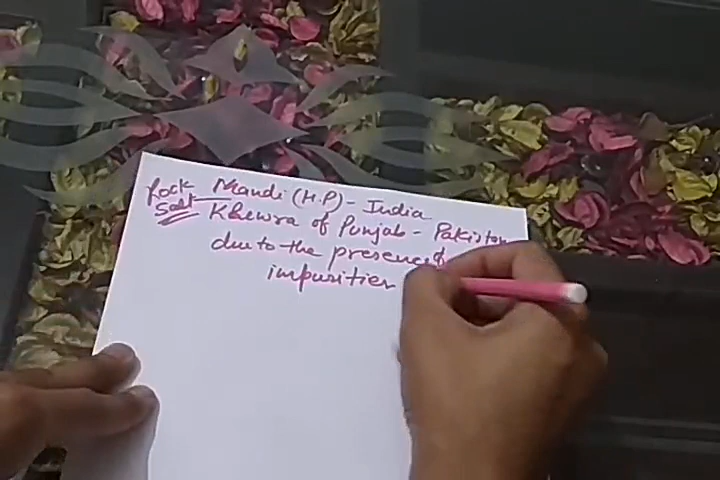 Rock Mandi (H.P) - India
Salt Khewra of Punjab - Pakistan
due to the presence of
impurities